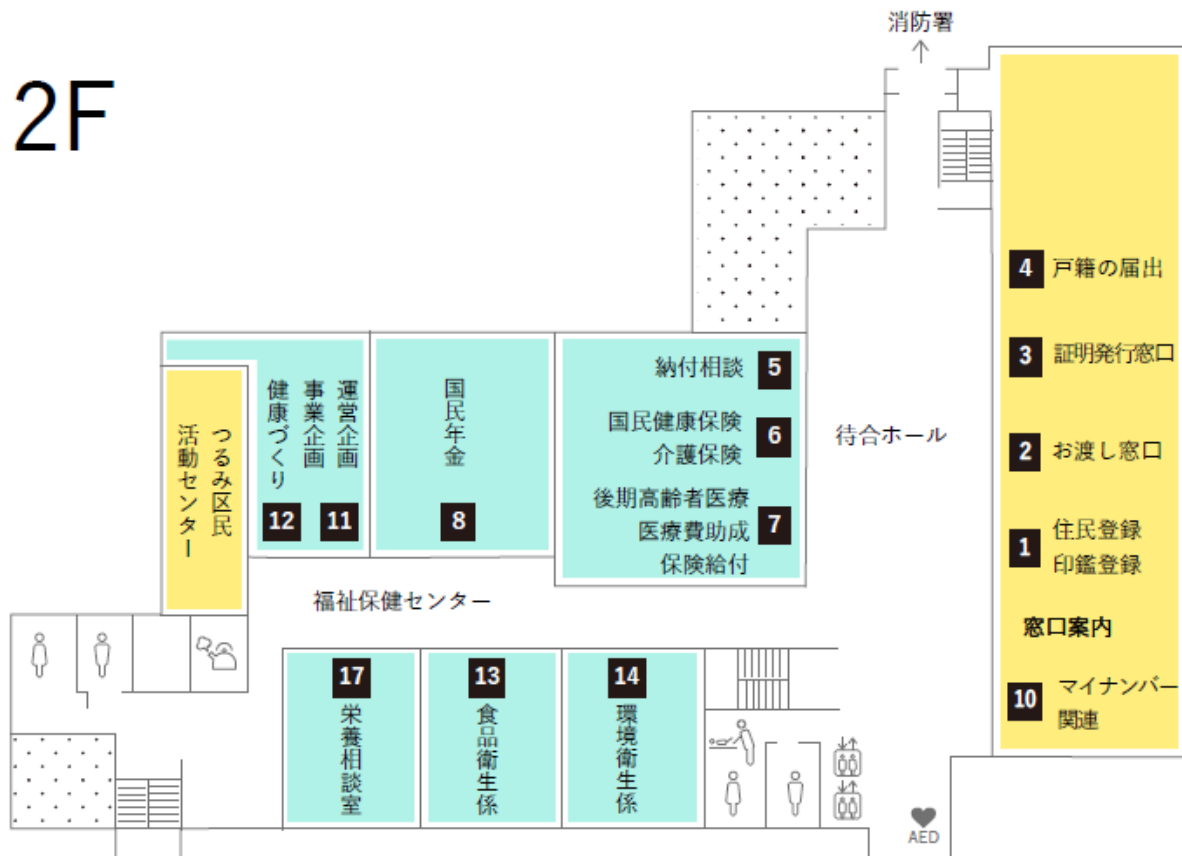 消防署
2F
4 戸籍の届出
3 証明発行窓口
2 お渡し窓口
1 住民登録
印鑑登録
窓口案内
10 マイナンバー
関連
待合ホール
納付相談 5
国民健康保険
介護保険
6
後期高齢者医療
医療費助成
保険給付
7
国民年金
8
運営企画
事業企画
11
健康づくり
12
つるみ区民
活動センター
福祉保健センター
17
栄養相談室
13
食品衛生係
14
環境衛生係
AED